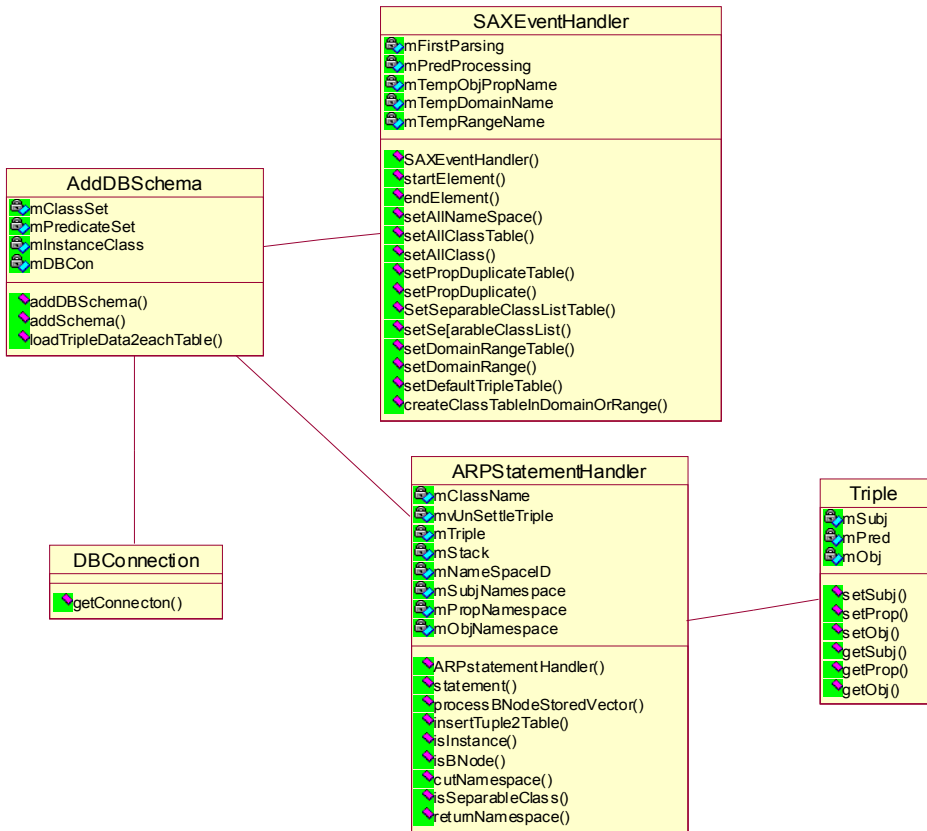 SAXEventHandler
mFirstParsing
mPredProcessing
mTempObjPropName
mTempDomainName
mTempRangeName
SAXEventHandler()
startElement()
endElement()
setAllNameSpace()
setAllClassTable()
setAllClass()
setPropDuplicateTable()
setPropDuplicate()
SetSeparableClassListTable()
setSe[arableClassList()
setDomainRangeTable()
setDomainRange()
setDefaultTripleTable()
createClassTableInDomainOrRange()
AddDBSchema
mClassSet
mPredicateSet
mInstanceClass
mDBCon
addDBSchema()
addSchema()
loadTripleData2eachTable()
DBConnection
getConnecton()
ARPStatementHandler
mClassName
mvUnSettleTriple
mTriple
mStack
mNameSpaceID
mSubjNamespace
mPropNamespace
mObjNamespace
ARPstatementHandler()
statement()
processBNodeStoredVector()
insertTuple2Table()
isInstance()
isBNode()
cutNamespace()
isSeparableClass()
returnNamespace()
Triple
mSubj
mPred
mObj
setSubj()
setProp()
setObj()
getSubj()
getProp()
getObj()